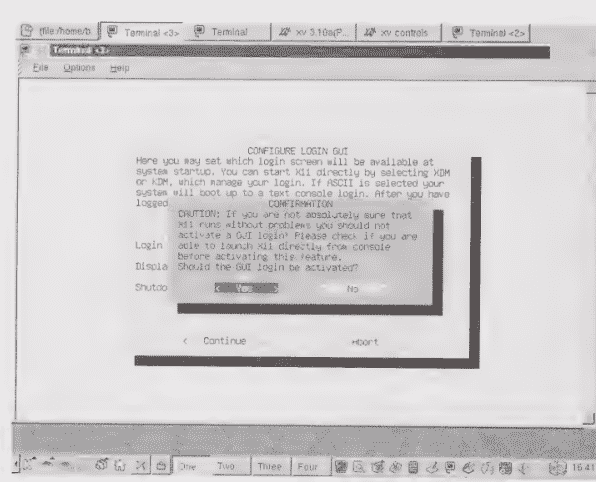 (file:/home/b.
Terminal <3>
Terminal
xv 3.10a(P...
xv controls
Terminal <2>
Terminal <3>
File Options Help
CONFIGURE LOGIN GUI
Here you may set which login screen will be available at
system startup. You can start X11 directly by selecting XDM
or KDM, which manage your login. If ASCII is selected your
system will boot up to a text console login. After you have
logged
CONFIRMATION
CAUTION: If you are not absolutely sure that
X11 runs without problems you should not
activate a GUI login! Please check if you are
able to launch X11 directly from console
before activating this feature.
Should the GUI login be activated?
Login
Displa
Shutdo
< Yes >
No
< Continue
Abort
One Two Three Four
16:41